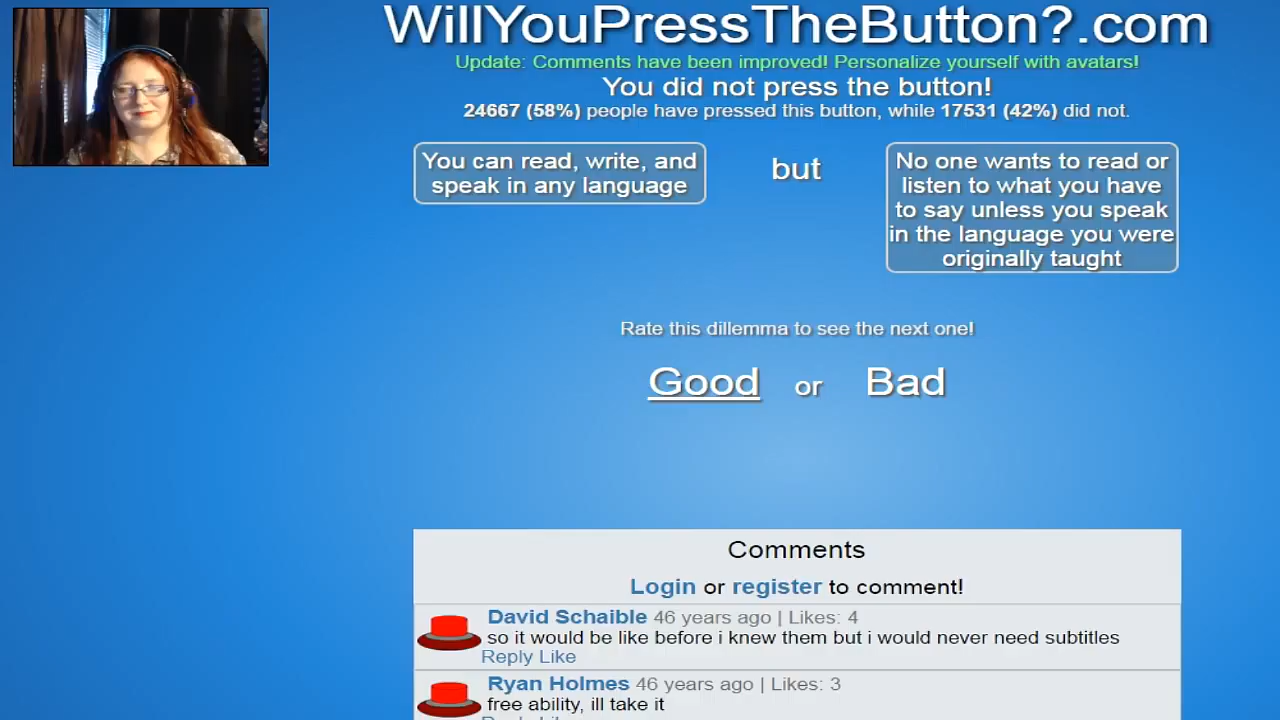 WillYouPressTheButton?.com
Update: Comments have been improved! Personalize yourself with avatars!
You did not press the button!
24667 (58%) people have pressed this button, while 17531 (42%) did not.
You can read, write, and
speak in any language
but
No one wants to read or
listen to what you have
to say unless you speak
in the language you were
originally taught
Rate this dillemma to see the next one!
Good or Bad
Comments
Login or register to comment!
David Schaible 46 years ago | Likes: 4
so it would be like before i knew them but i would never need subtitles
Reply Like
Ryan Holmes 46 years ago | Likes: 3
free ability, ill take it
Reply Like